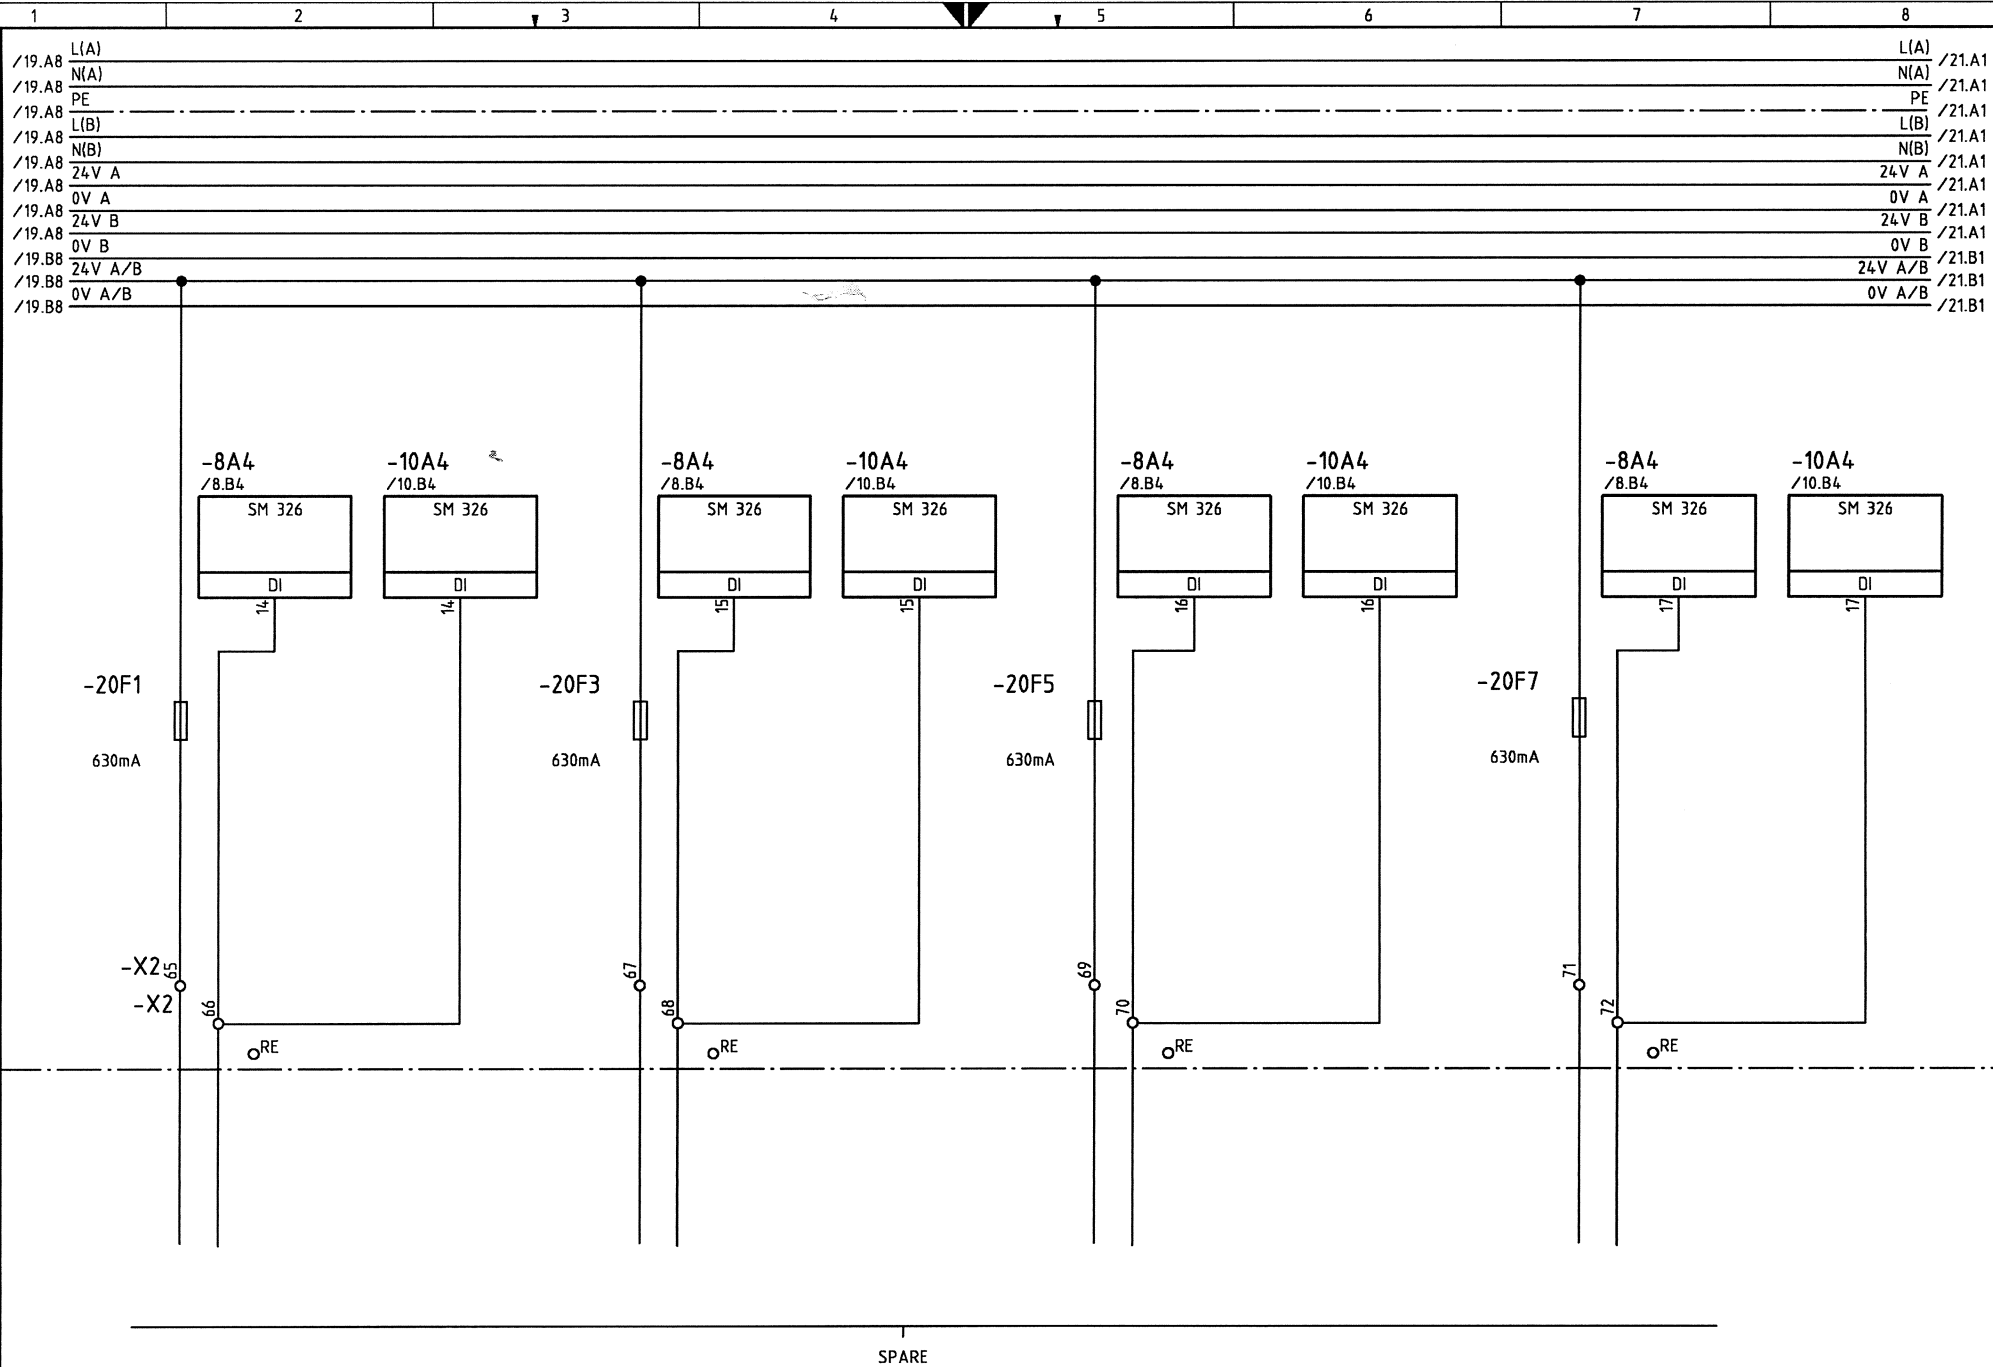 1 2 3 4 5 6 7 8
L(A) L(A)
/19.A8 /21.A1
N(A) N(A)
/19.A8 /21.A1
PE PE
/19.A8 /21.A1
L(B) L(B)
/19.A8 /21.A1
N(B) N(B)
/19.A8 /21.A1
24V A 24V A
/19.A8 /21.A1
0V A 0V A
/19.A8 /21.A1
24V B 24V B
/19.A8 /21.A1
0V B 0V B
/19.B8 /21.B1
24V A/B 24V A/B
/19.B8 /21.B1
0V A/B 0V A/B
/19.B8 /21.B1
-8A4 -10A4 -8A4 -10A4 -8A4 -10A4 -8A4 -10A4
/8.B4 /10.B4 /8.B4 /10.B4 /8.B4 /10.B4 /8.B4 /10.B4
SM 326 SM 326 SM 326 SM 326 SM 326 SM 326 SM 326 SM 326
DI DI DI DI DI DI DI DI
14 14 15 15 16 16 17 17
-20F1 -20F3 -20F5 -20F7
630mA 630mA 630mA 630mA
-X2 65 67 69 71
-X2 66 68 70 72
RE RE RE RE
SPARE